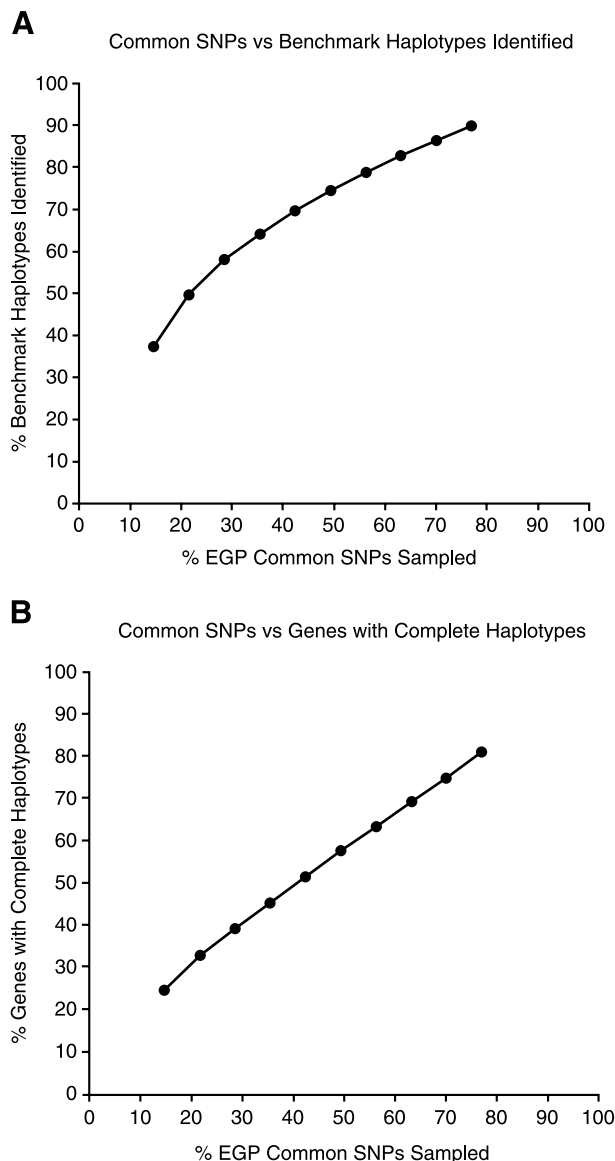 A
Common SNPs vs Benchmark Haplotypes Identified
100
90
80
70
60
50
40
30
20
10
0
% Benchmark Haplotypes Identified
0 10 20 30 40 50 60 70 80 90 100
% EGP Common SNPs Sampled
B
Common SNPs vs Genes with Complete Haplotypes
100
90
80
70
60
50
40
30
20
10
0
% Genes with Complete Haplotypes
0 10 20 30 40 50 60 70 80 90 100
% EGP Common SNPs Sampled